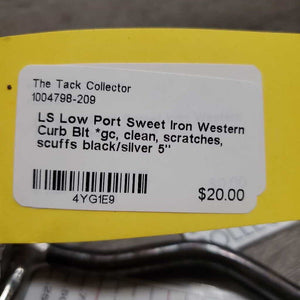 The Tack Collector
1004798-209
LS Low Port Sweet Iron Western
Curb Bit *gc, clean, scratches,
scuffs black/silver 5"
4YG1E9
$20.00